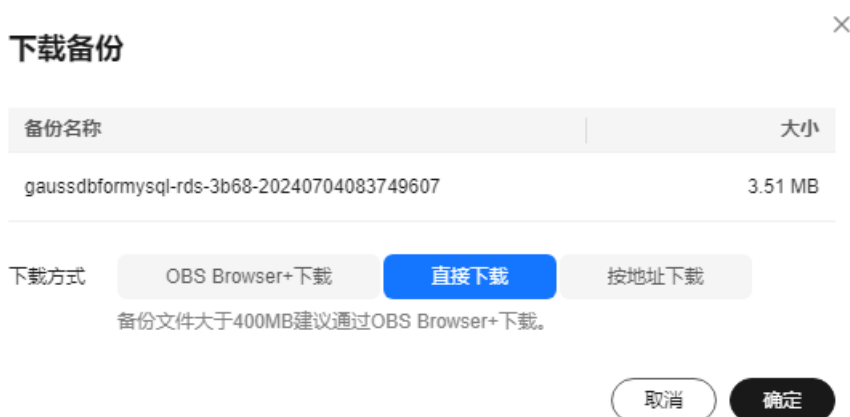 下载备份
备份名称 大小
gaussdbformysql-rds-3b68-20240704083749607 3.51 MB
下载方式 OBS Browser+下载 直接下载 按地址下载
备份文件大于400MB建议通过OBS Browser+下载。
取消 确定